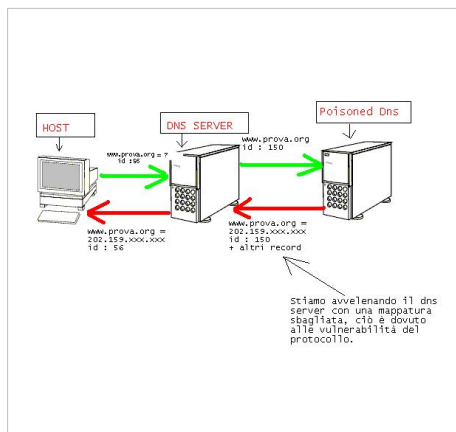 HOST
DNS SERVER
Poisoned Dns
www.prova.org = ?
id :56
www.prova.org
id : 150
www.prova.org =
202.159.xxx.xxx
id : 56
www.prova.org =
202.159.xxx.xxx
id : 150
+ altri record
Stiamo avvelenando il dns
server con una mappatura
sbagliata, ciò è dovuto
alle vulnerabilità del
protocollo.